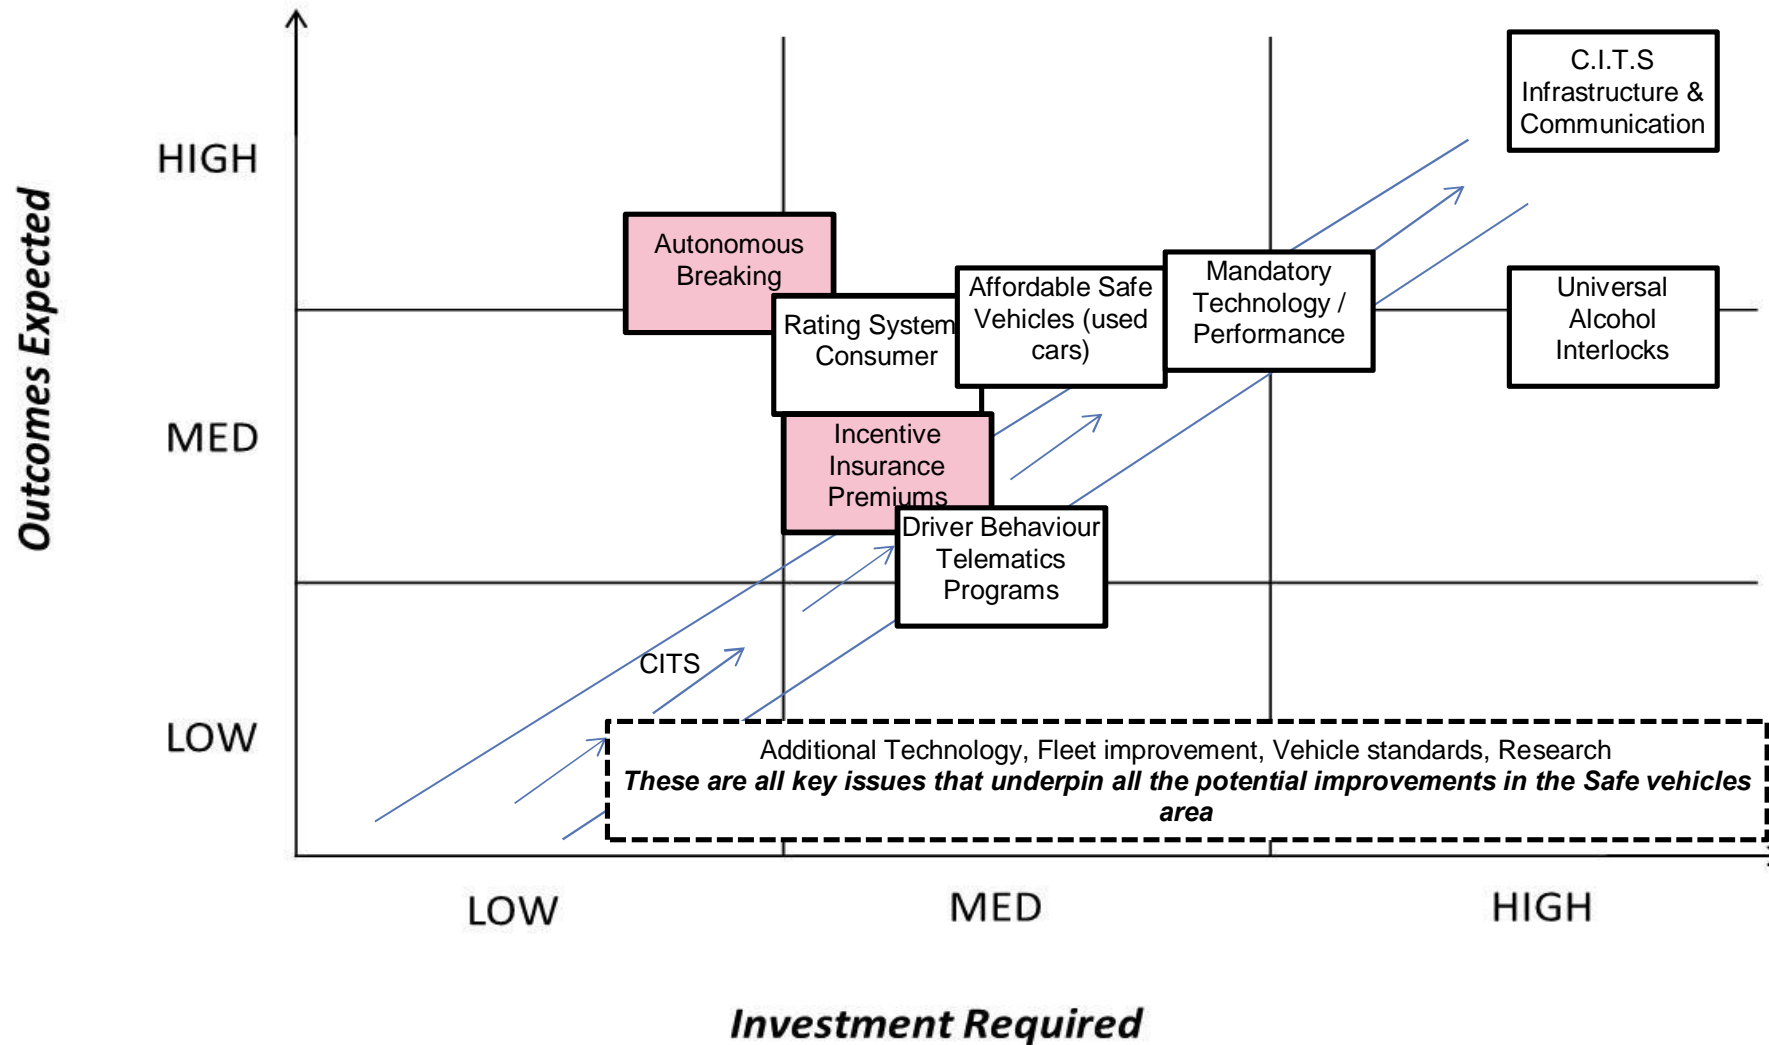 Outcomes Expected
HIGH
MED
LOW
C.I.T.S
Infrastructure &
Communication
Autonomous
Breaking
Rating System
Consumer
Affordable Safe
Vehicles (used
cars)
Mandatory
Technology /
Performance
Universal
Alcohol
Interlocks
Incentive
Insurance
Premiums
Driver Behaviour
Telematics
Programs
CITS
Additional Technology, Fleet improvement, Vehicle standards, Research
These are all key issues that underpin all the potential improvements in the Safe vehicles
area
LOW
MED
HIGH
Investment Required